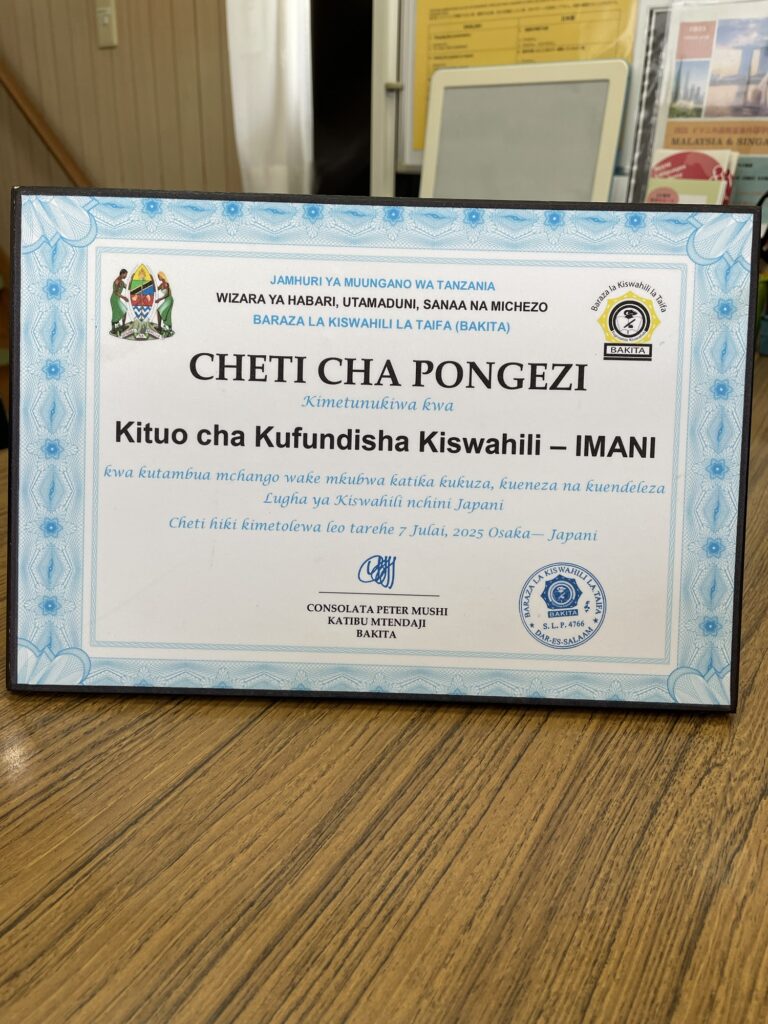 MALAYSIA & SINGA
JAMHURI YA MUUNGANO WA TANZANIA
WIZARA YA HABARI, UTAMADUNI, SANAA NA MICHEZO
BARAZA LA KISWAHILI LA TAIFA (BAKITA)
Baraza la Kiswahili la Taifa
BAKITA
CHETI CHA PONGEZI
Kimetunukiwa kwa
Kituo cha Kufundisha Kiswahili – IMANI
kwa kutambua mchango wake mkubwa katika kukuza, kueneza na kuendeleza
Lugha ya Kiswahili nchini Japani
Cheti hiki kimetolewa leo tarehe 7 Julai, 2025 Osaka— Japani
CONSOLATA PETER MUSHI
KATIBU MTENDAJI
BAKITA
BARAZA LA KISWAHILI LA TAIFA
BAKITA
S. L. P. 4766
DAR-ES-SALAAM